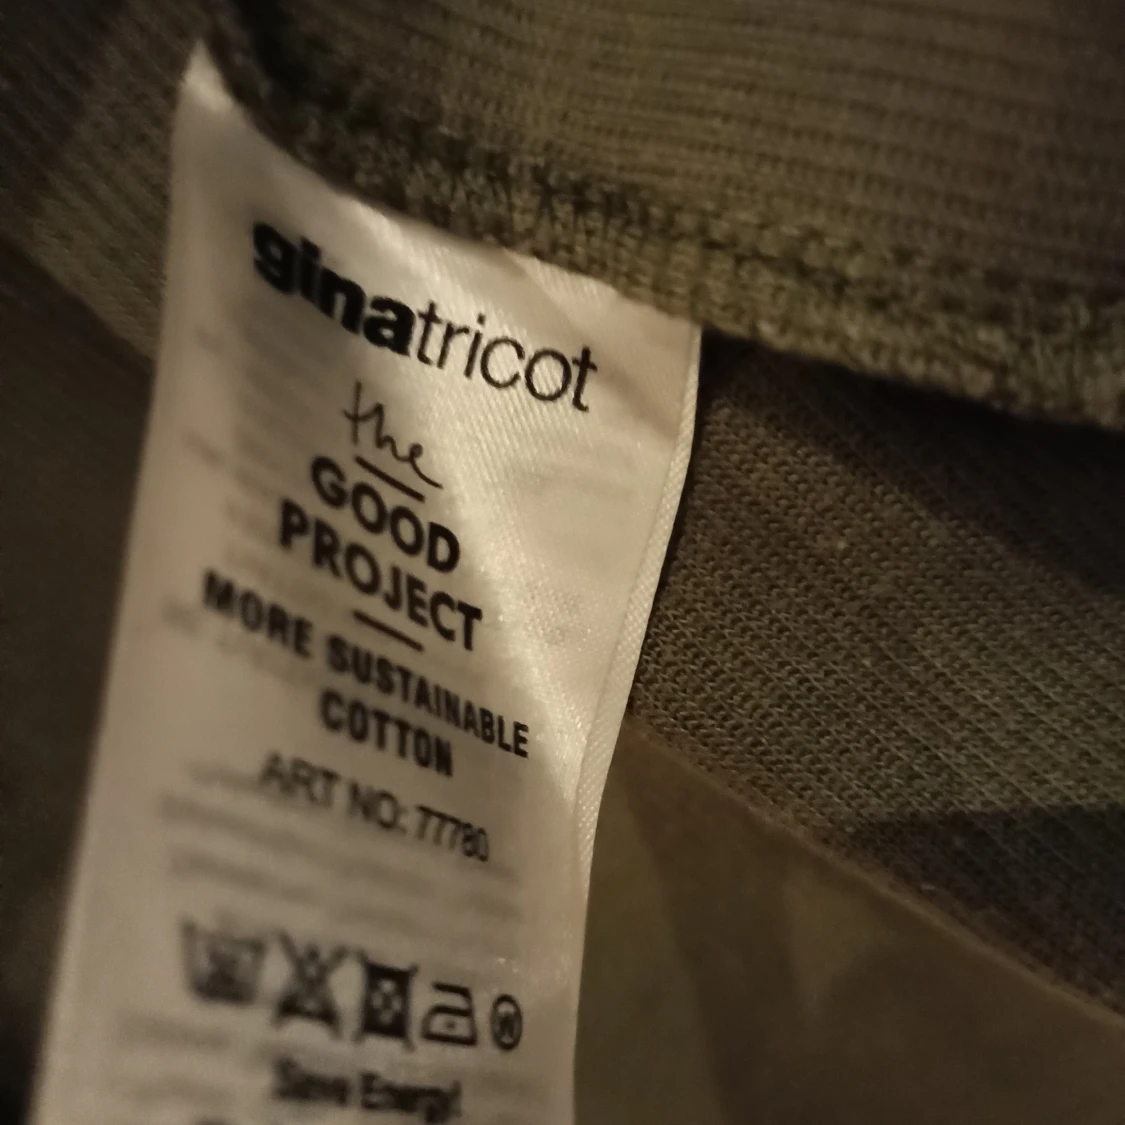 ginatricot
the
GOOD
PROJECT
MORE SUSTAINABLE
COTTON
ART NO: 77780
W
Save Energy!